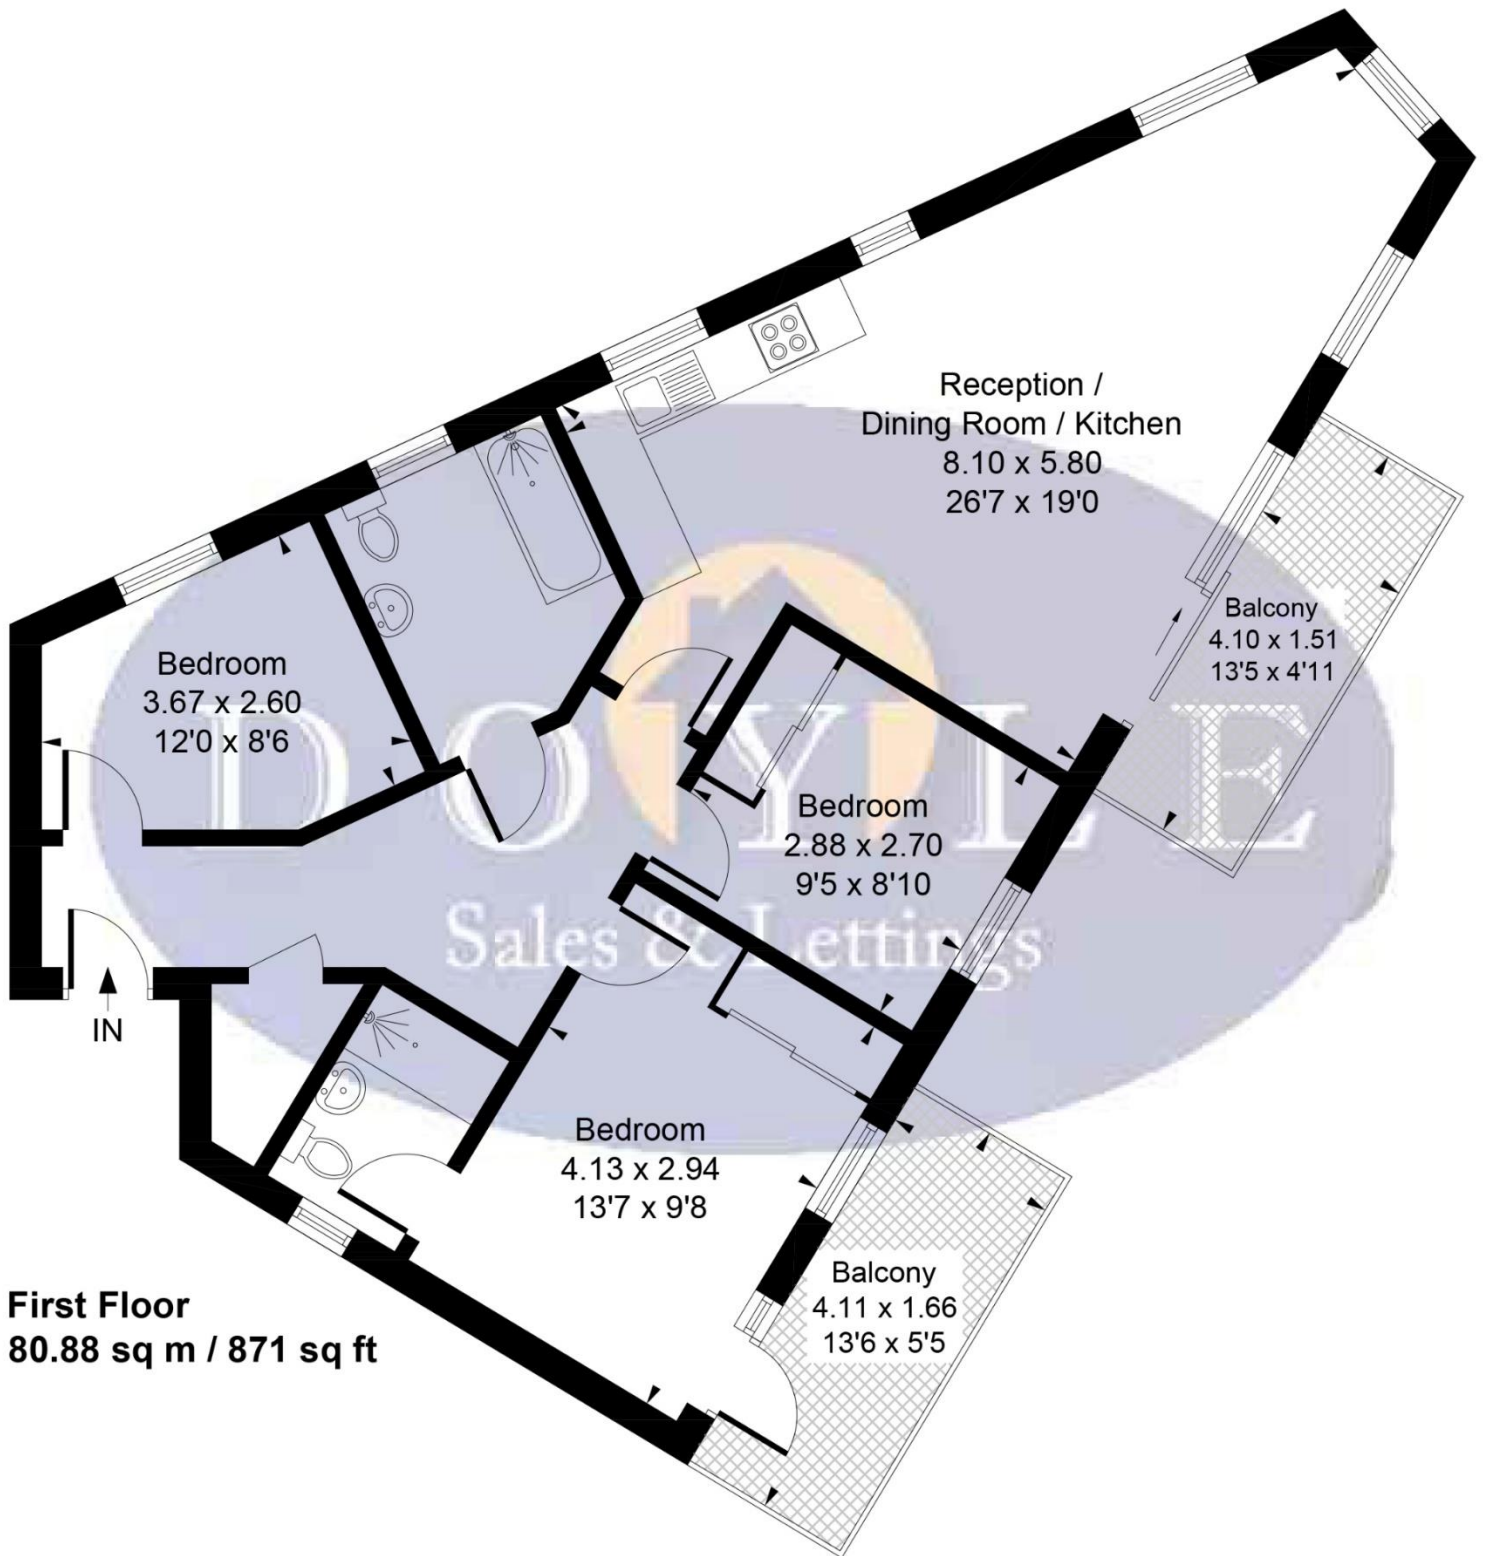 Reception /
Dining Room / Kitchen
8.10 x 5.80
26'7 x 19'0
Balcony
4.10 x 1.51
13'5 x 4'11
Bedroom
3.67 x 2.60
12'0 x 8'6
DOYLE
Sales & Lettings
Bedroom
2.88 x 2.70
9'5 x 8'10
IN
Bedroom
4.13 x 2.94
13'7 x 9'8
Balcony
4.11 x 1.66
13'6 x 5'5
First Floor
80.88 sq m / 871 sq ft